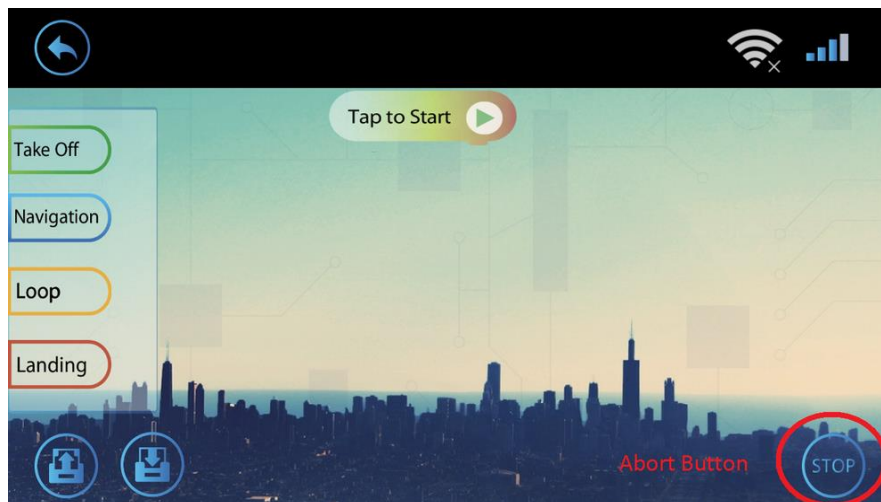 Tap to Start
Take Off
Navigation
Loop
Landing
Abort Button
STOP